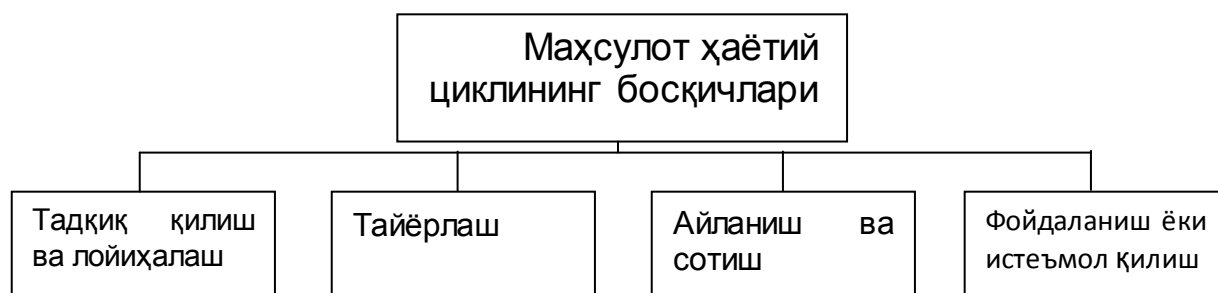 Маҳсулот ҳаётий
циклининг босқичлари
Тадқиқ қилиш
ва лойиҳалаш
Тайёрлаш
Айланиш ва
сотиш
Фойдаланиш ёки
истеъмол қилиш